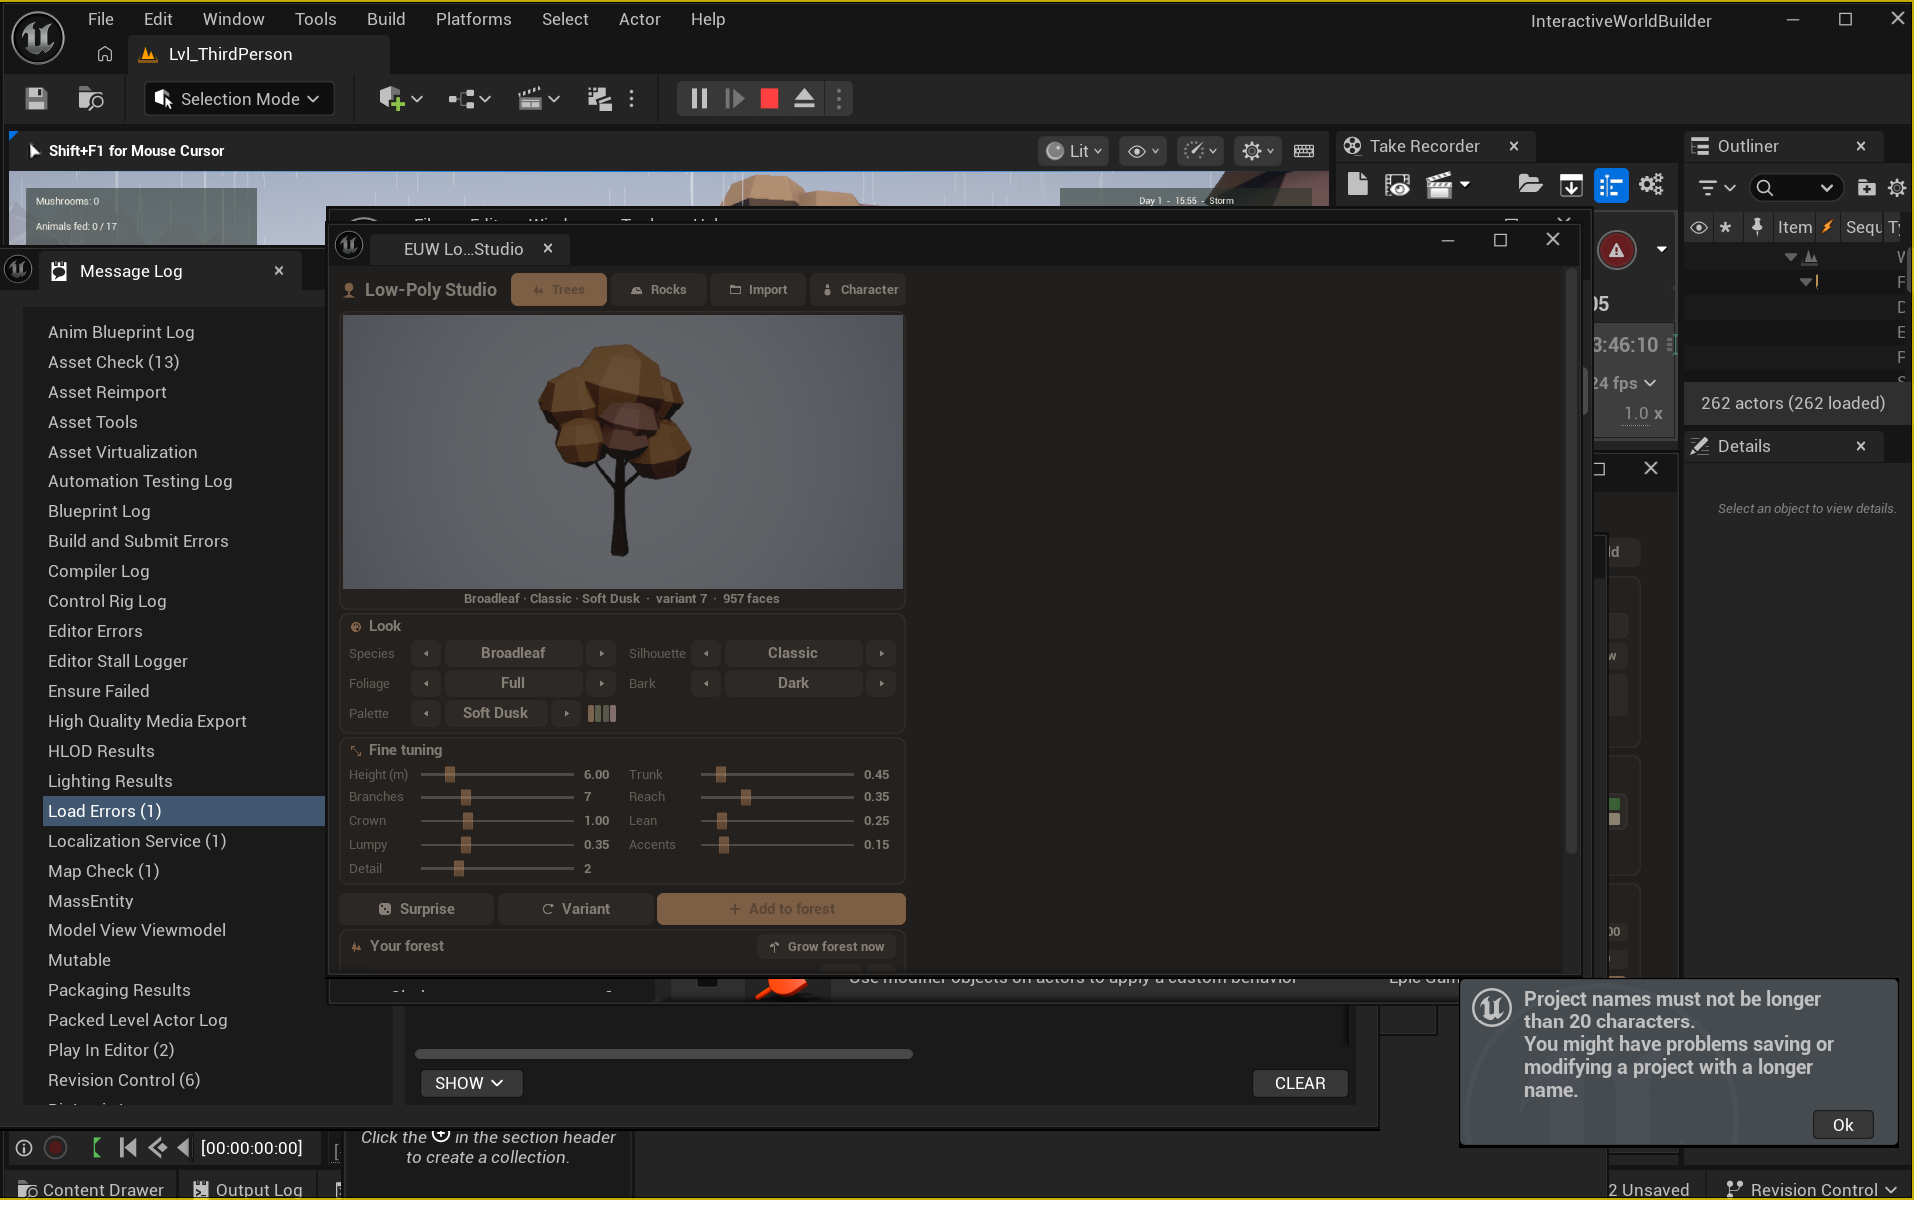 File Edit Window Tools Build Platforms Select Actor Help
InteractiveWorldBuilder
Lvl_ThirdPerson
Selection Mode
Shift+F1 for Mouse Cursor
Lit
Take Recorder
Outliner
Mushrooms: 0
Animals fed: 0 / 17
Day 1 - 15:55 - Storm
Item
Sequ
EUW Lo...Studio
Message Log
Low-Poly Studio
Trees
Rocks
Import
Character
Anim Blueprint Log
Asset Check (13)
Asset Reimport
Asset Tools
Asset Virtualization
Automation Testing Log
Blueprint Log
Build and Submit Errors
Compiler Log
Control Rig Log
Editor Errors
Editor Stall Logger
Ensure Failed
High Quality Media Export
HLOD Results
Lighting Results
Load Errors (1)
Localization Service (1)
Map Check (1)
MassEntity
Model View Viewmodel
Mutable
Packaging Results
Packed Level Actor Log
Play In Editor (2)
Revision Control (6)
Broadleaf · Classic · Soft Dusk · variant 7 · 957 faces
Look
Species Broadleaf Silhouette Classic
Foliage Full Bark Dark
Palette Soft Dusk
Fine tuning
Height (m) 6.00 Trunk 0.45
Branches 7 Reach 0.35
Crown 1.00 Lean 0.25
Lumpy 0.35 Accents 0.15
Detail 2
Surprise
Variant
+ Add to forest
Your forest
Grow forest now
05
3:46:10
24 fps
1.0 x
262 actors (262 loaded)
Details
Select an object to view details.
Use modifier objects on actors to apply a custom behavior
Project names must not be longer
than 20 characters.
You might have problems saving or
modifying a project with a longer
name.
Ok
SHOW
CLEAR
[00:00:00:00]
Click the in the section header
to create a collection.
Content Drawer
Output Log
2 Unsaved
Revision Control